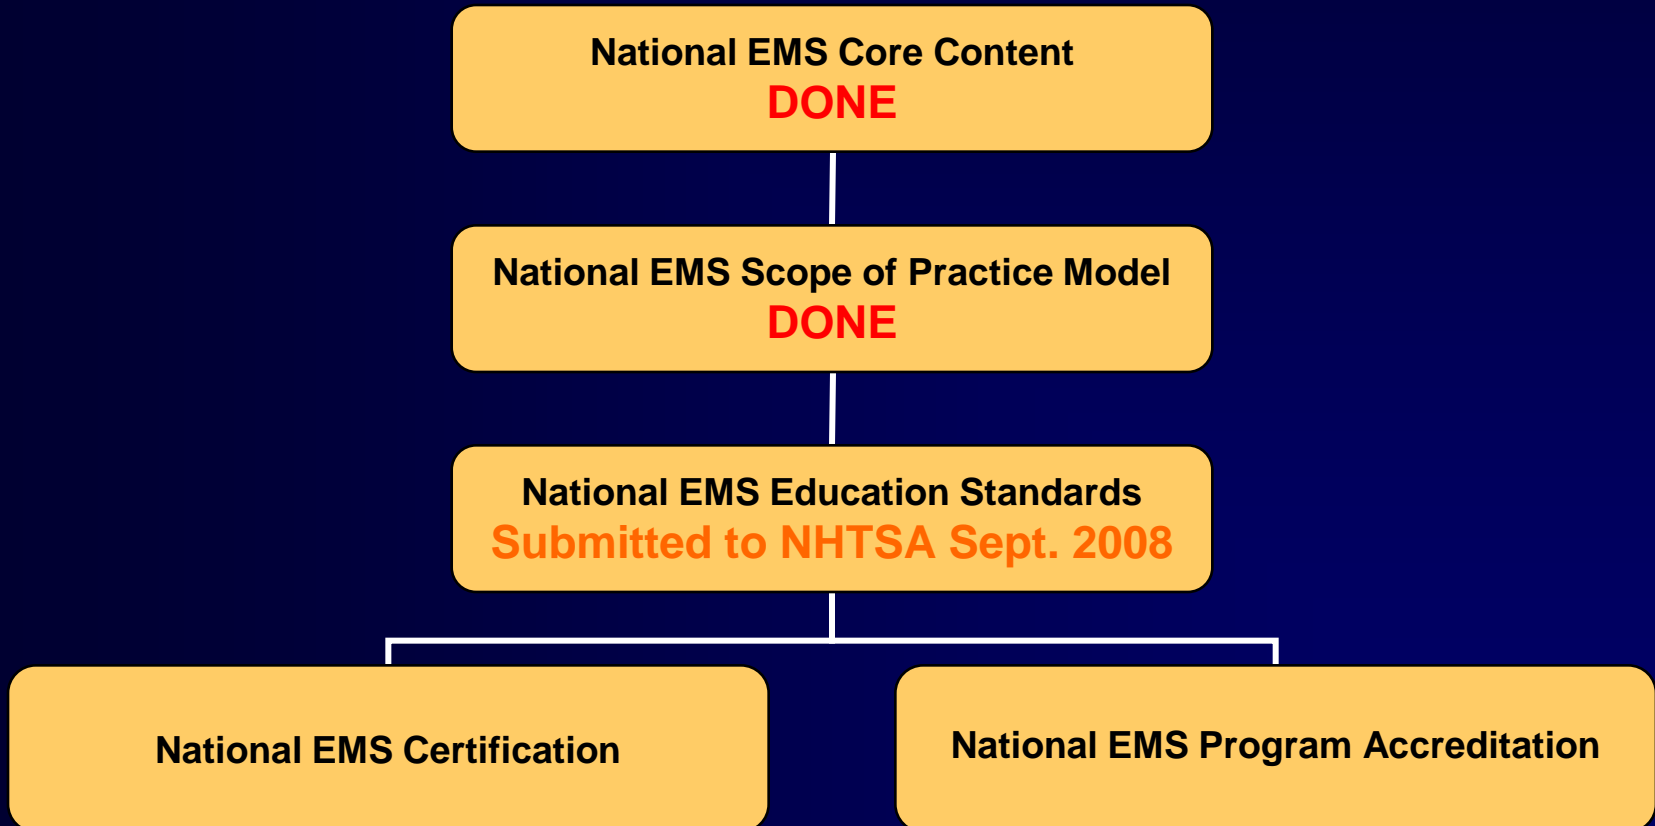 National EMS Core Content
DONE
National EMS Scope of Practice Model
DONE
National EMS Education Standards
Submitted to NHTSA Sept. 2008
National EMS Certification
National EMS Program Accreditation